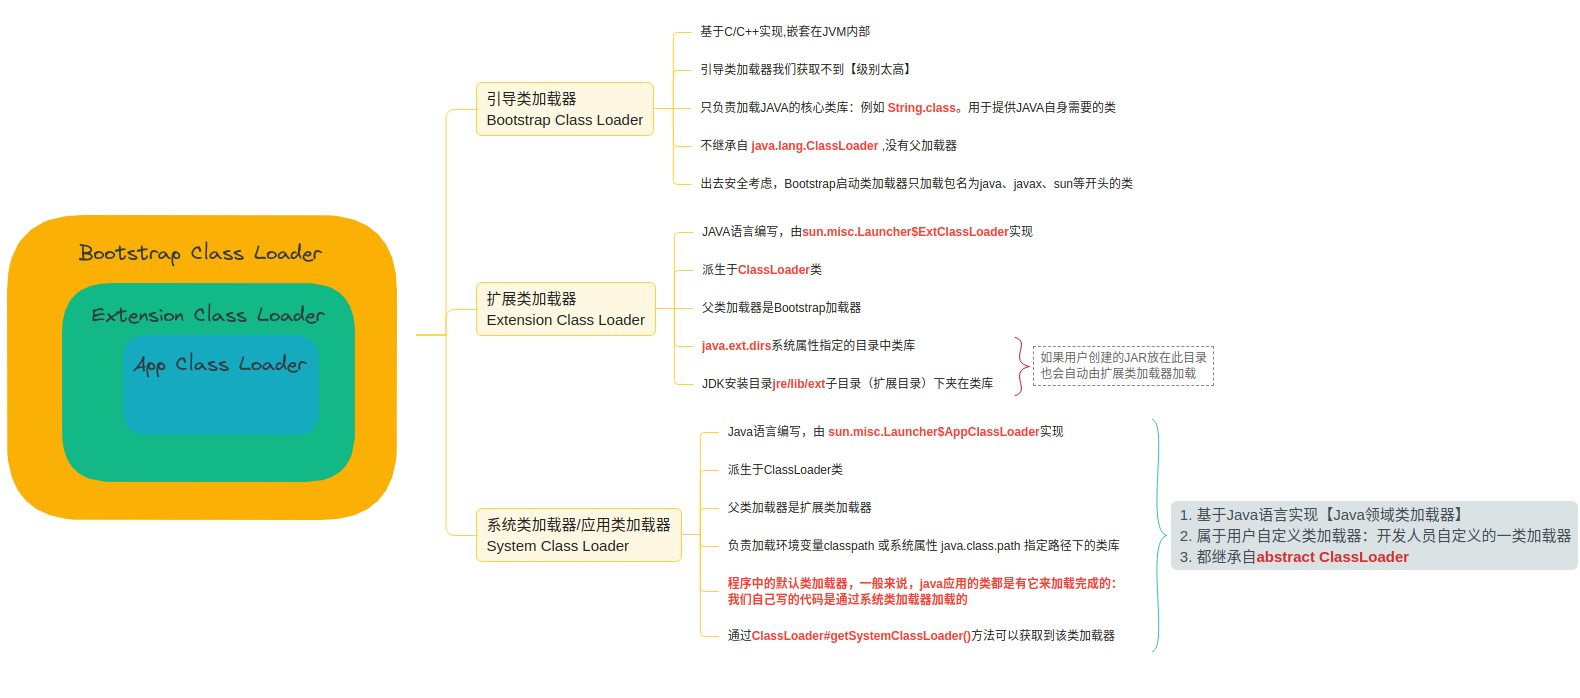 Bootstrap Class Loader
Extension Class Loader
App Class Loader
引导类加载器
Bootstrap Class Loader
基于C/C++实现,嵌套在JVM内部
引导类加载器我们获取不到【级别太高】
只负责加载JAVA的核心类库：例如 String.class。用于提供JAVA自身需要的类
不继承自 java.lang.ClassLoader ,没有父加载器
出去安全考虑，Bootstrap启动类加载器只加载包名为java、javax、sun等开头的类
扩展类加载器
Extension Class Loader
JAVA语言编写，由sun.misc.Launcher$ExtClassLoader实现
派生于ClassLoader类
父类加载器是Bootstrap加载器
java.ext.dirs系统属性指定的目录中类库
JDK安装目录jre/lib/ext子目录（扩展目录）下夹在类库
如果用户创建的JAR放在此目录
也会自动由扩展类加载器加载
系统类加载器/应用类加载器
System Class Loader
Java语言编写，由 sun.misc.Launcher$AppClassLoader实现
派生于ClassLoader类
父类加载器是扩展类加载器
负责加载环境变量classpath 或系统属性 java.class.path 指定路径下的类库
程序中的默认类加载器，一般来说，java应用的类都是有它来加载完成的：
我们自己写的代码是通过系统类加载器加载的
通过ClassLoader#getSystemClassLoader()方法可以获取到该类加载器
1. 基于Java语言实现【Java领域类加载器】
2. 属于用户自定义类加载器：开发人员自定义的一类加载器
3. 都继承自abstract ClassLoader